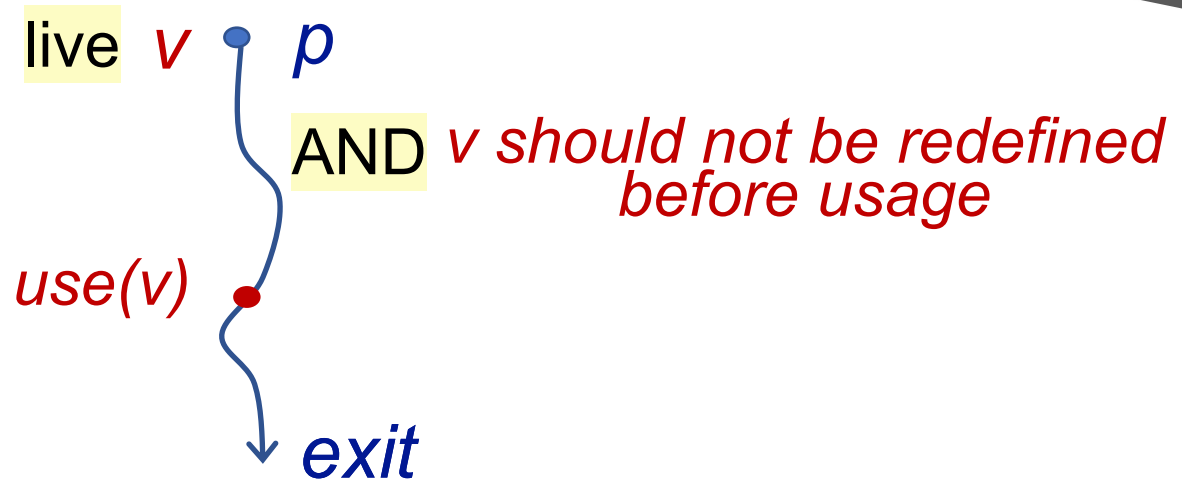 live v p
AND v should not be redefined
before usage
use(v)
exit